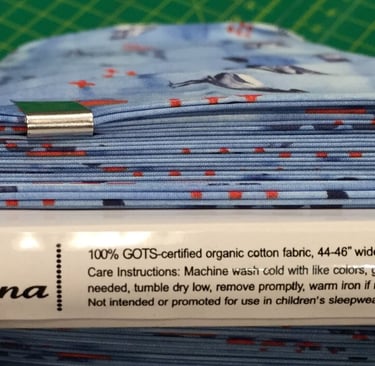 na
100% GOTS-certified organic cotton fabric, 44-46" wide
Care Instructions: Machine wash cold with like colors,
needed, tumble dry low, remove promptly, warm iron if
Not intended or promoted for use in children's